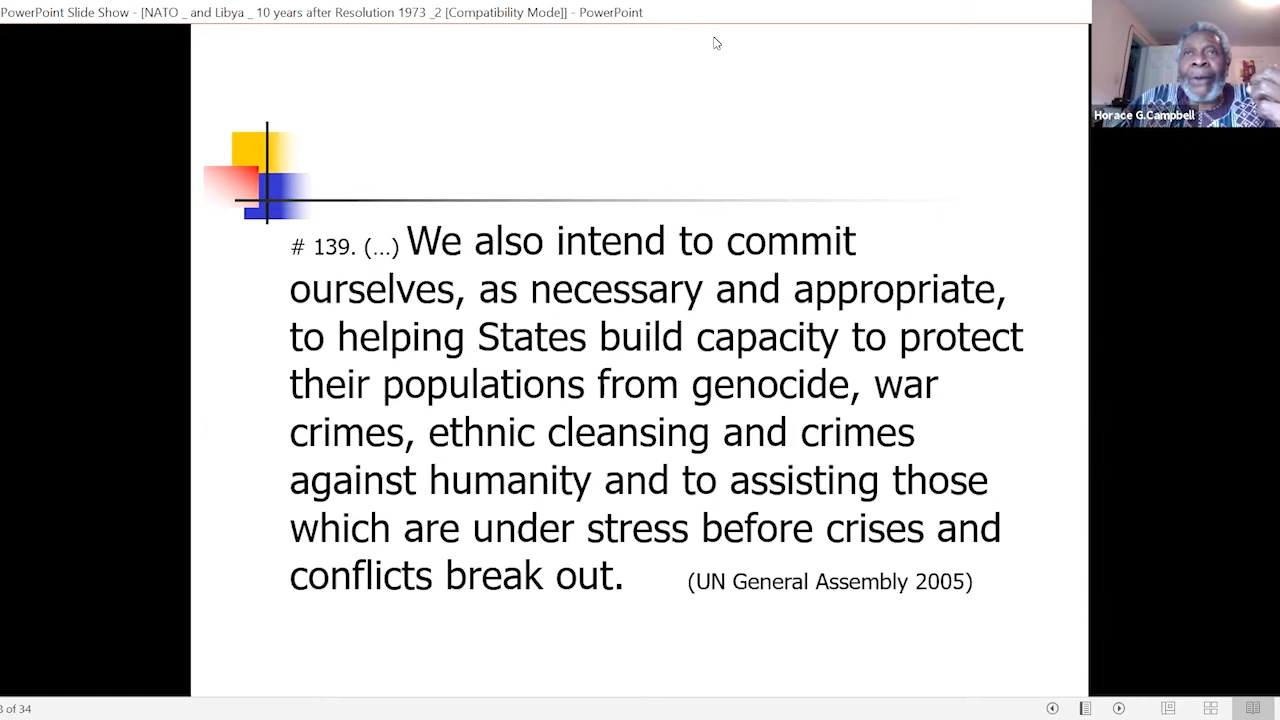 PowerPoint Slide Show - [NATO _ and Libya _ 10 years after Resolution 1973 _2 [Compatibility Mode]] - PowerPoint
Horace G.Campbell
# 139. (...) We also intend to commit
ourselves, as necessary and appropriate,
to helping States build capacity to protect
their populations from genocide, war
crimes, ethnic cleansing and crimes
against humanity and to assisting those
which are under stress before crises and
conflicts break out. (UN General Assembly 2005)
of 34